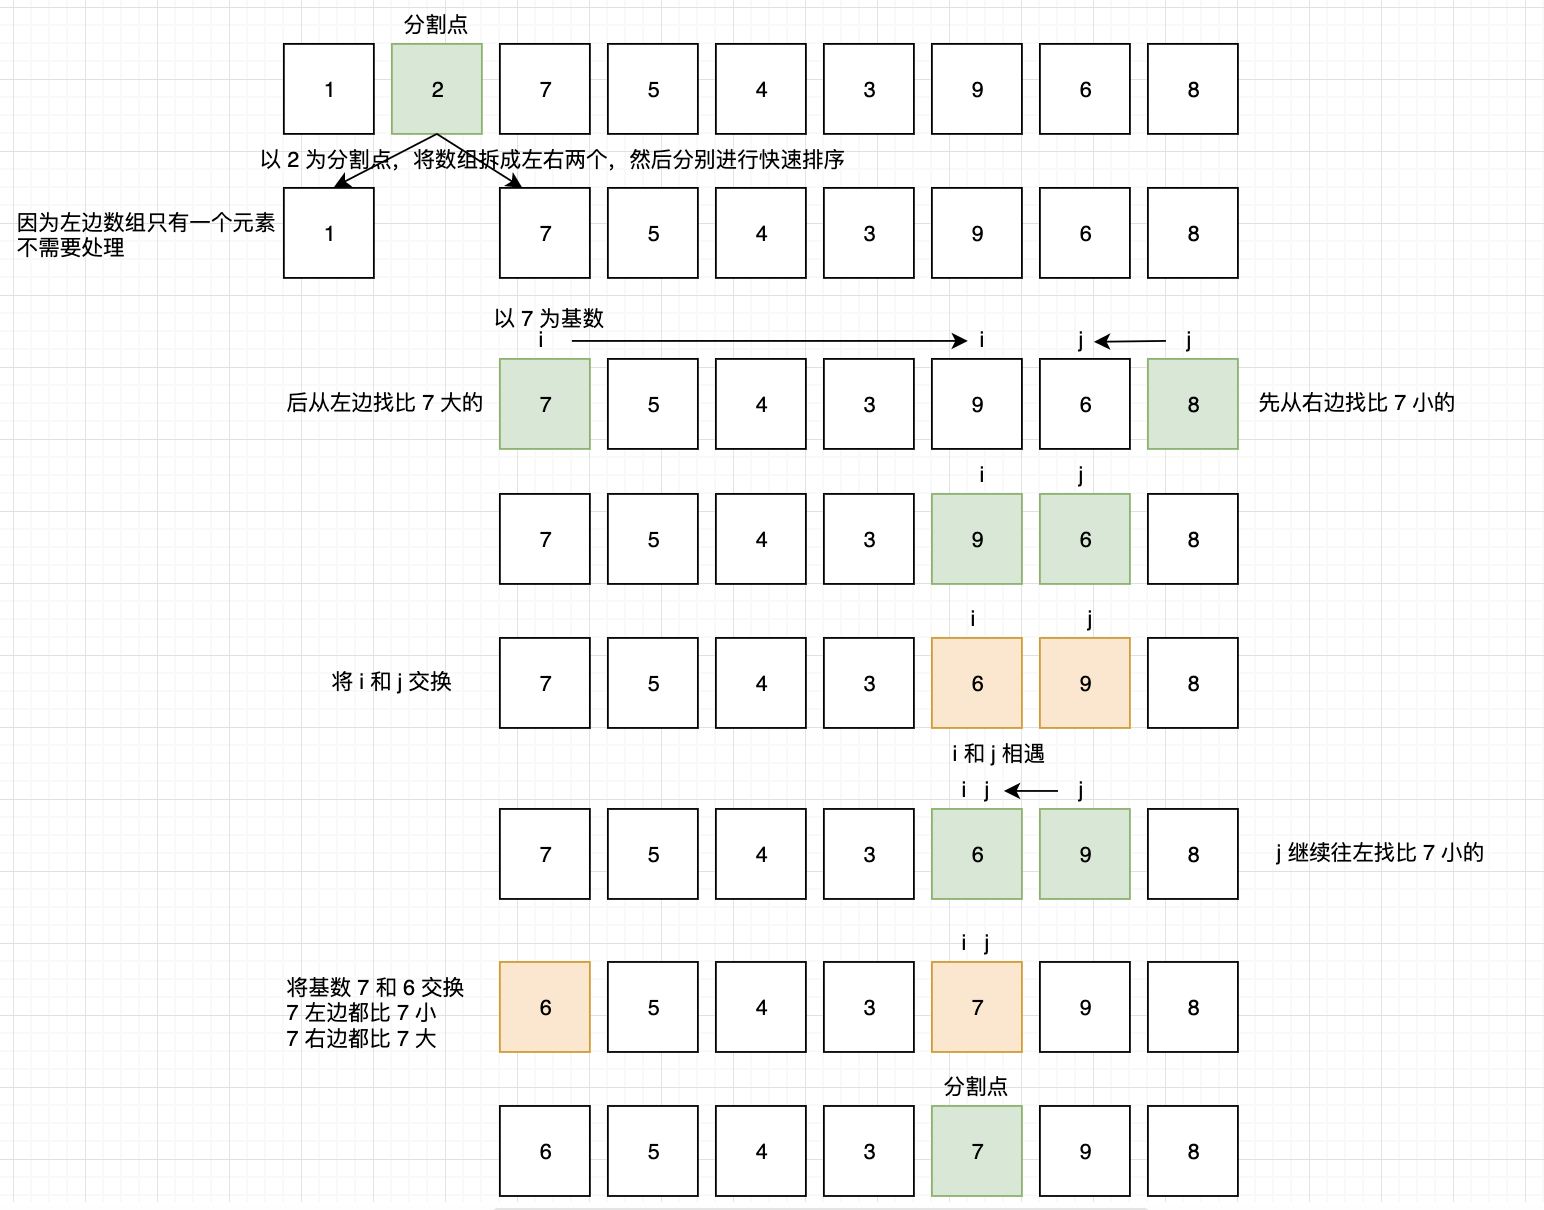 分割点
1 2 7 5 4 3 9 6 8
以 2 为分割点，将数组拆成左右两个，然后分别进行快速排序
因为左边数组只有一个元素
不需要处理
1 7 5 4 3 9 6 8
以 7 为基数
i i j j
后从左边找比 7 大的
7 5 4 3 9 6 8
先从右边找比 7 小的
i j
7 5 4 3 9 6 8
i j
将 i 和 j 交换
7 5 4 3 6 9 8
i 和 j 相遇
i j j
7 5 4 3 6 9 8
j 继续往左找比 7 小的
i j
将基数 7 和 6 交换
7 左边都比 7 小
7 右边都比 7 大
6 5 4 3 7 9 8
分割点
6 5 4 3 7 9 8